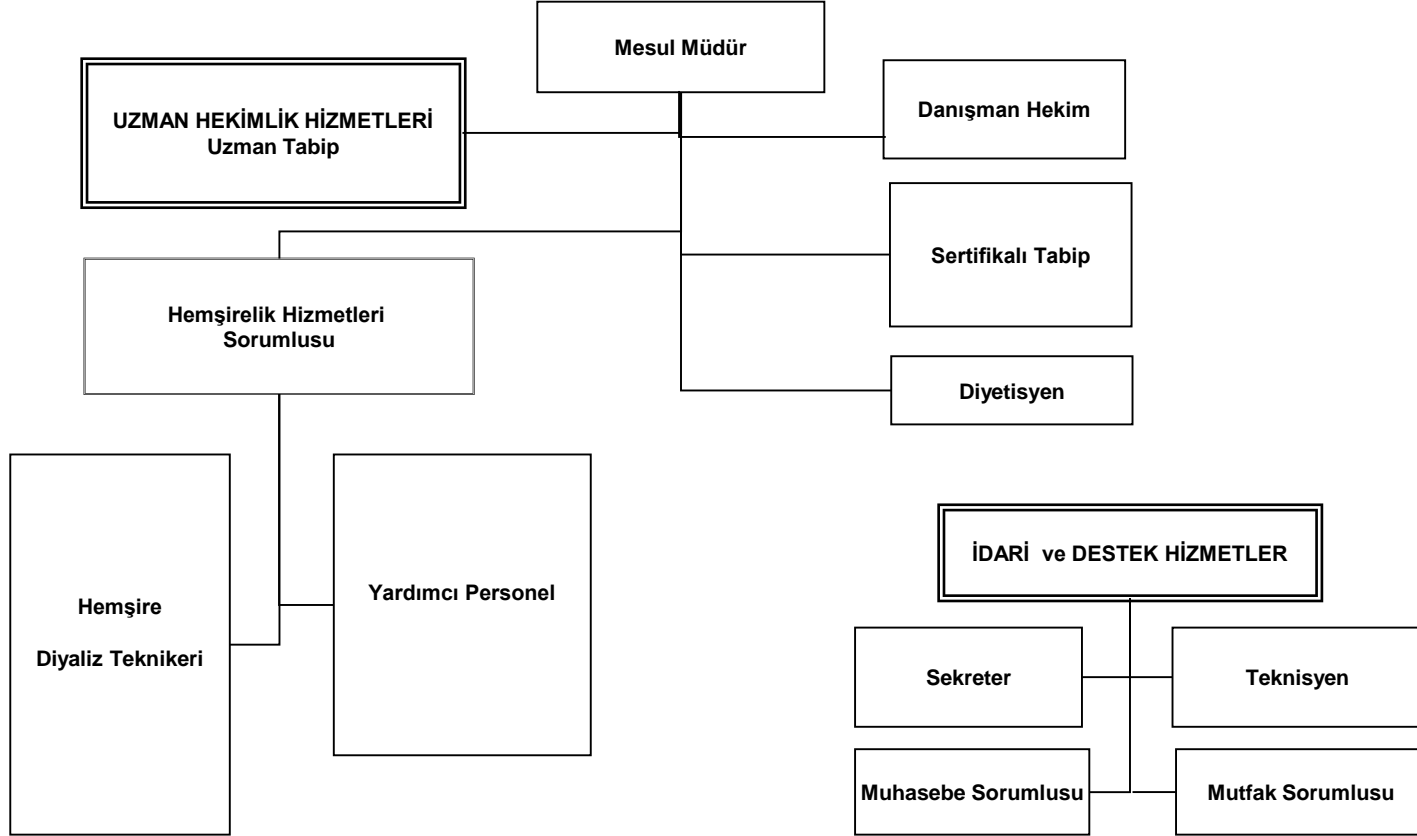 Mesul Müdür
UZMAN HEKİMLİK HİZMETLERİ
Uzman Tabip
Danışman Hekim
Sertifikalı Tabip
Hemşirelik Hizmetleri
Sorumlusu
Diyetisyen
Hemşire
Diyaliz Teknikeri
Yardımcı Personel
İDARİ ve DESTEK HİZMETLER
Sekreter
Teknisyen
Muhasebe Sorumlusu
Mutfak Sorumlusu